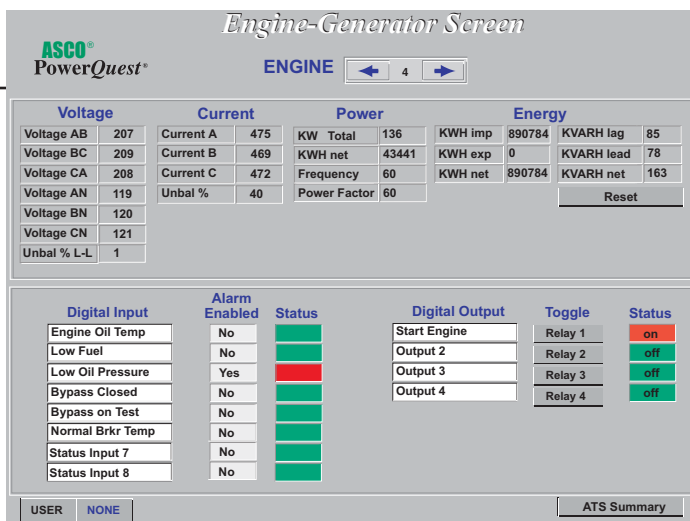 Engine-Generator Screen
ASCO®
PowerQuest®
ENGINE 4
Voltage Current Power Energy
Voltage AB 207 Current A 475 KW Total 136 KWH imp 890784 KVARH lag 85
Voltage BC 209 Current B 469 KWH net 43441 KWH exp 0 KVARH lead 78
Voltage CA 208 Current C 472 Frequency 60 KWH net 890784 KVARH net 163
Voltage AN 119 Unbal % 40 Power Factor 60 Reset
Voltage BN 120
Voltage CN 121
Unbal % L-L 1
Digital Input Alarm Enabled Status Digital Output Toggle Status
Engine Oil Temp No Start Engine Relay 1 on
Low Fuel No Output 2 Relay 2 off
Low Oil Pressure Yes Output 3 Relay 3 off
Bypass Closed No Output 4 Relay 4 off
Bypass on Test No
Normal Brkr Temp No
Status Input 7 No
Status Input 8 No
USER NONE ATS Summary